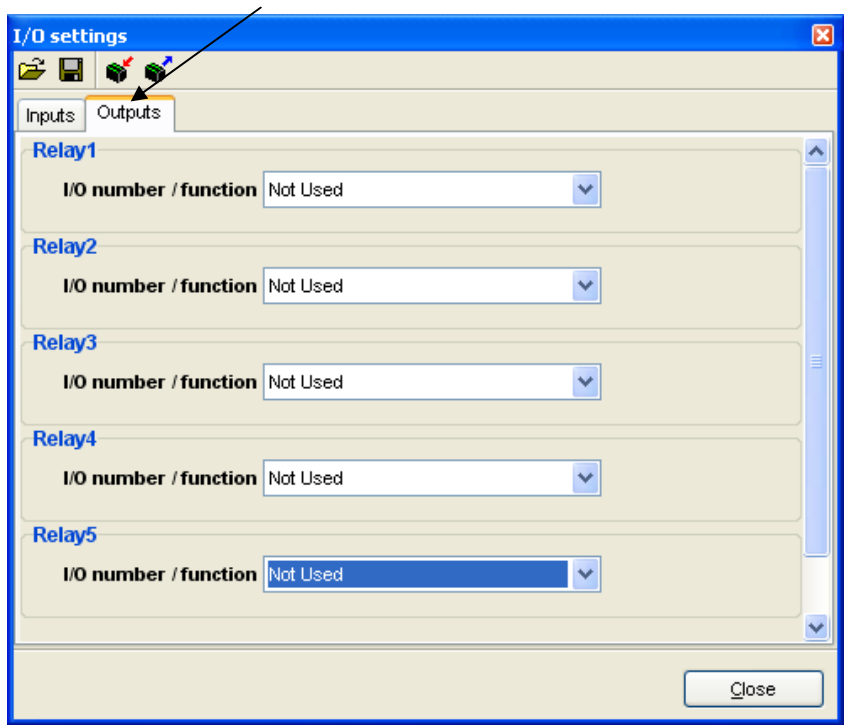 I/O settings
Inputs Outputs
Relay1
I/O number / function Not Used
Relay2
I/O number / function Not Used
Relay3
I/O number / function Not Used
Relay4
I/O number / function Not Used
Relay5
I/O number / function Not Used
Close